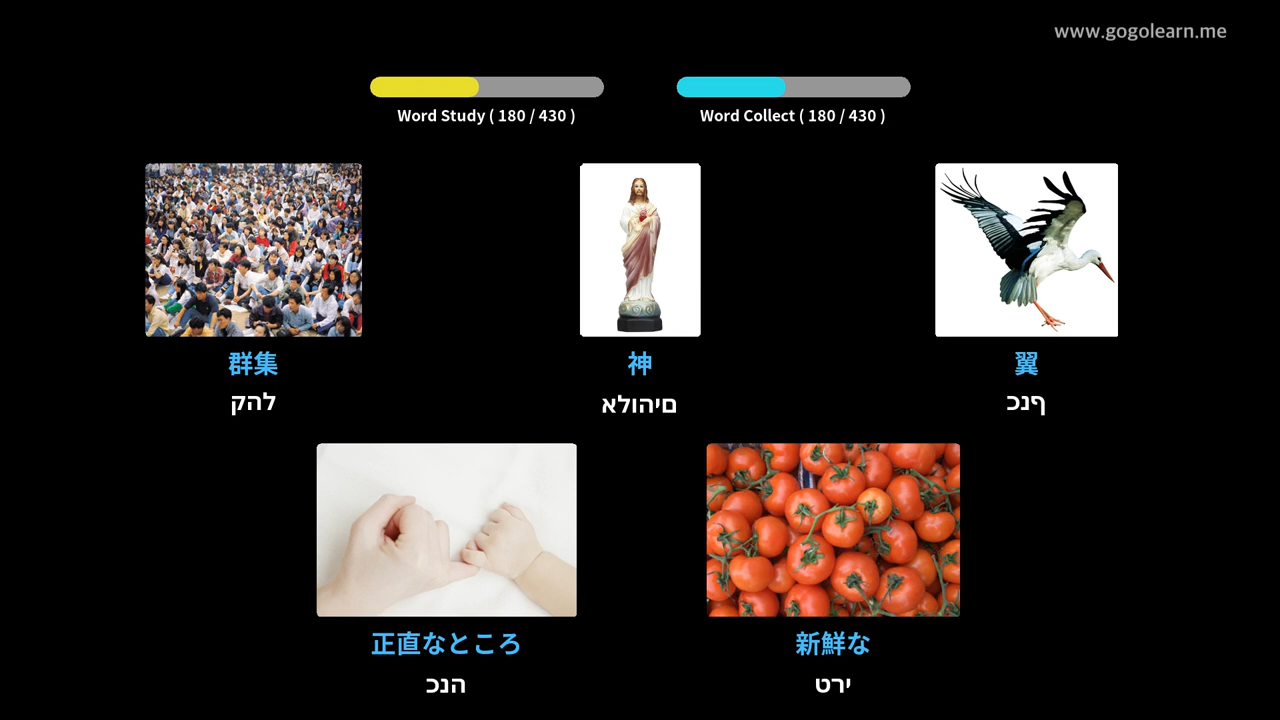 www.gogolearn.me
Word Study ( 180 / 430 )
Word Collect ( 180 / 430 )
群集
קהל
神
אלוהים
翼
כנף
正直なところ
כנה
新鮮な
טרי